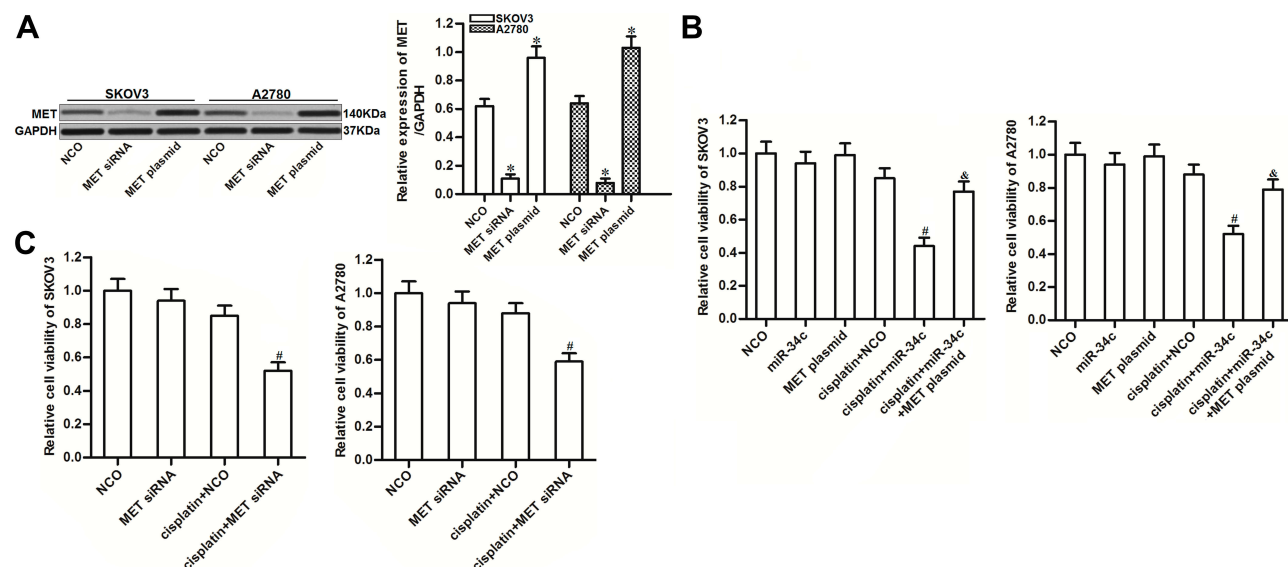 A
SKOV3 A2780
MET 140KDa
GAPDH 37KDa
NCO
MET siRNA
MET plasmid
NCO
MET siRNA
MET plasmid
Relative expression of MET
/GAPDH
1.2
1.0
0.8
0.6
0.4
0.2
0.0
SKOV3
A2780
*
*
*
*
NCO
MET siRNA
MET plasmid
NCO
MET siRNA
MET plasmid
B
Relative cell viability of SKOV3
1.2
1.0
0.8
0.6
0.4
0.2
0.0
#
&
NCO
miR-34c
MET plasmid
cisplatin+NCO
cisplatin+miR-34c
cisplatin+miR-34c
+MET plasmid
Relative cell viability of A2780
1.2
1.0
0.8
0.6
0.4
0.2
0.0
#
&
NCO
miR-34c
MET plasmid
cisplatin+NCO
cisplatin+miR-34c
cisplatin+miR-34c
+MET plasmid
C
Relative cell viability of SKOV3
1.2
1.0
0.8
0.6
0.4
0.2
0.0
#
NCO
MET siRNA
cisplatin+NCO
cisplatin+MET siRNA
Relative cell viability of A2780
1.2
1.0
0.8
0.6
0.4
0.2
0.0
#
NCO
MET siRNA
cisplatin+NCO
cisplatin+MET siRNA